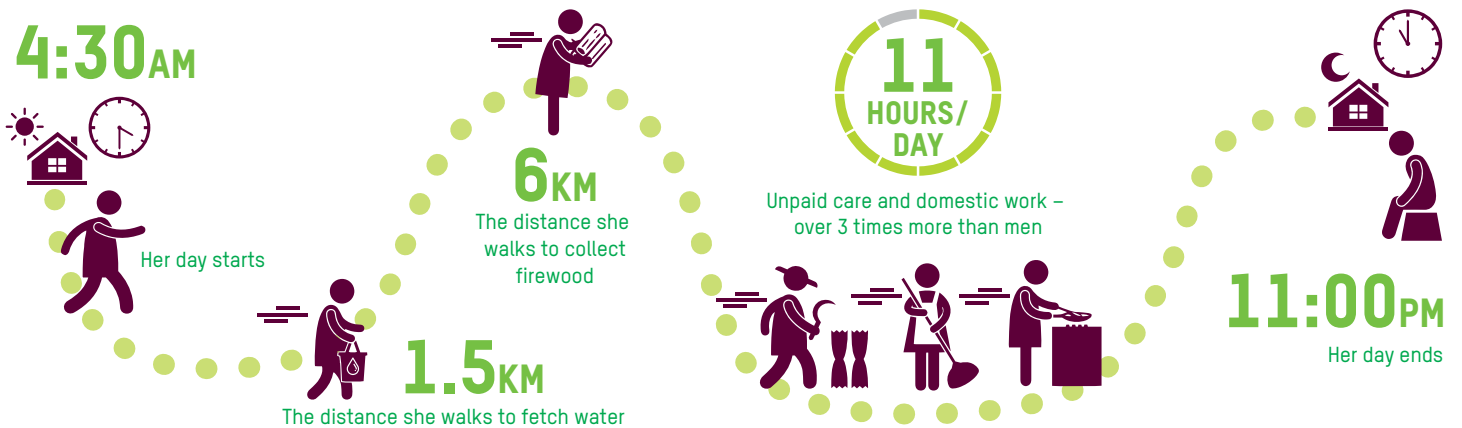 4:30AM
Her day starts
1.5KM
The distance she walks to fetch water
6KM
The distance she
walks to collect
firewood
11
HOURS/
DAY
Unpaid care and domestic work –
over 3 times more than men
11:00PM
Her day ends